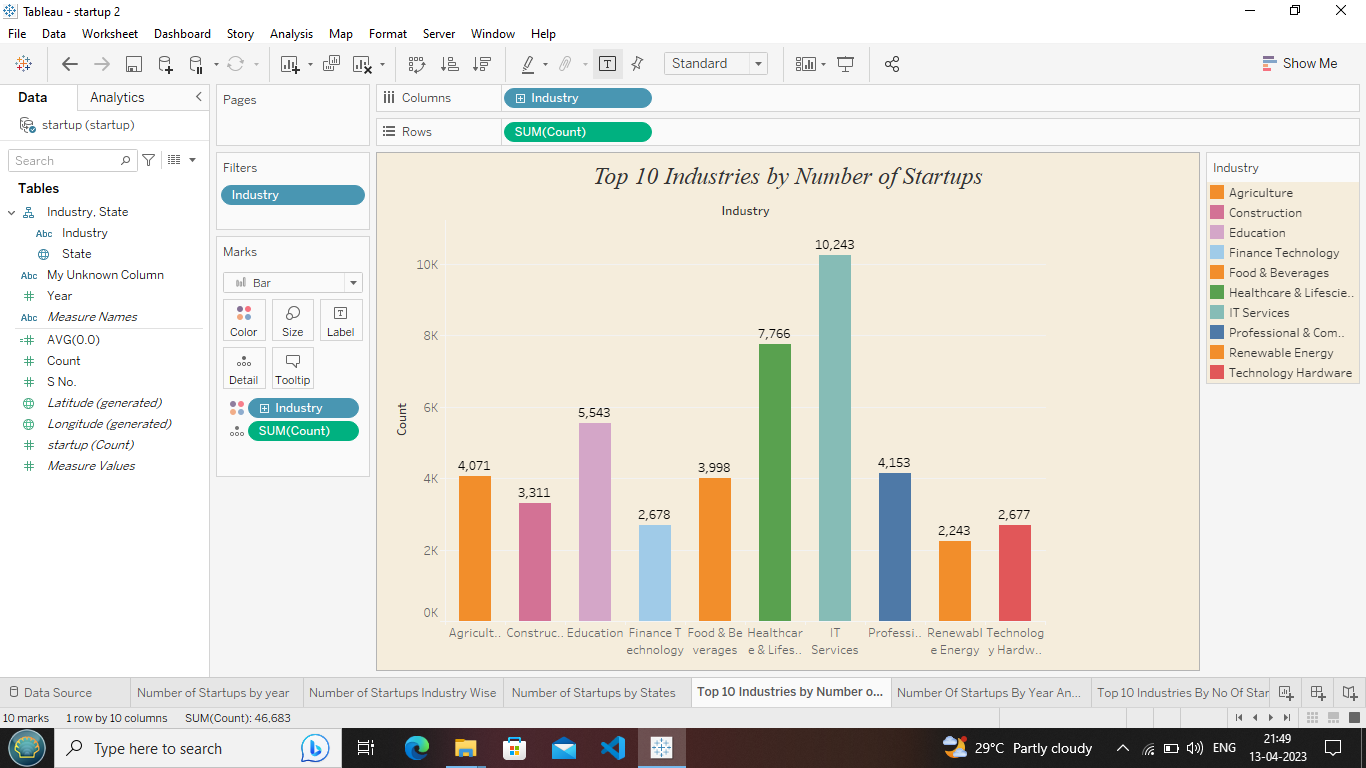 Tableau - startup 2
File Data Worksheet Dashboard Story Analysis Map Format Server Window Help
Standard
Show Me
Data Analytics
startup (startup)
Search
Tables
Industry, State
Abc Industry
State
Abc My Unknown Column
Year
Abc Measure Names
AVG(0.0)
Count
S No.
Latitude (generated)
Longitude (generated)
startup (Count)
Measure Values
Pages
Filters
Industry
Marks
Bar
Color Size Label
Detail Tooltip
Industry
SUM(Count)
Columns Industry
Rows SUM(Count)
Top 10 Industries by Number of Startups
Industry
Count
10K
8K
6K
4K
2K
0K
4,071
3,311
5,543
2,678
3,998
7,766
10,243
4,153
2,243
2,677
Agricult..
Construc..
Education
Finance T
echnology
Food & Be
verages
Healthcar
e & Lifes..
IT
Services
Professi..
Renewabl
e Energy
Technolog
y Hardw..
Industry
Agriculture
Construction
Education
Finance Technology
Food & Beverages
Healthcare & Lifescie..
IT Services
Professional & Com..
Renewable Energy
Technology Hardware
Data Source Number of Startups by year Number of Startups Industry Wise Number of Startups by States Top 10 Industries by Number o... Number Of Startups By Year An... Top 10 Industries By No Of Star
10 marks 1 row by 10 columns SUM(Count): 46,683
Type here to search
29°C Partly cloudy
ENG
21:49
13-04-2023